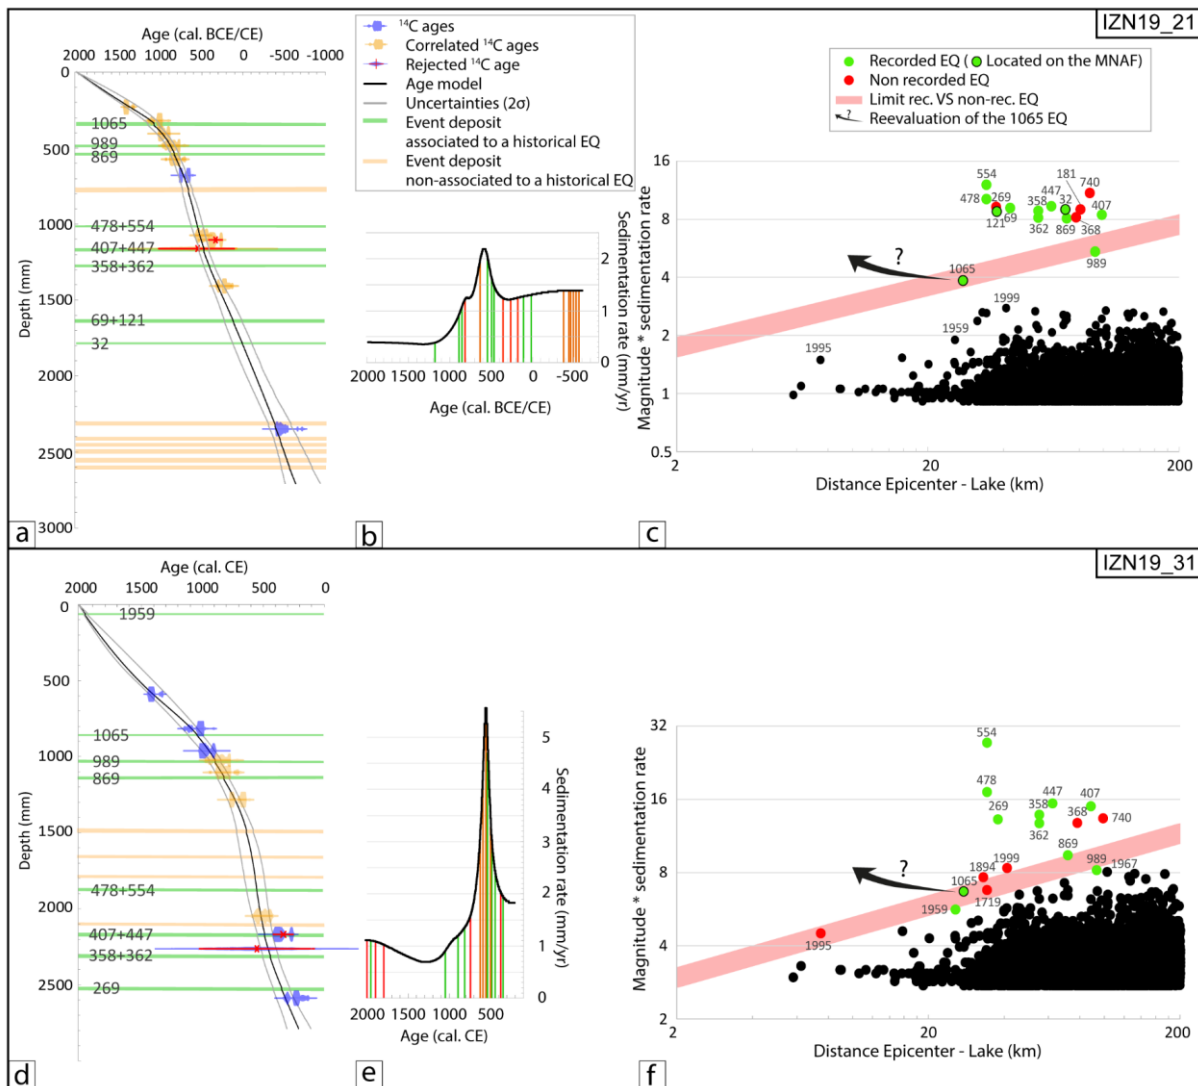 IZN19_21
Age (cal. BCE/CE)
2000 1500 1000 500 0 -500 -1000
0
500
1000
1500
2000
2500
3000
Depth (mm)
1065
989
869
478+554
407+447
358+362
69+121
32
a
¹⁴C ages
Correlated ¹⁴C ages
Rejected ¹⁴C age
Age model
Uncertainties (2σ)
Event deposit
associated to a historical EQ
Event deposit
non-associated to a historical EQ
Sedimentation rate (mm/yr)
2
1
0
2000 1500 1000 500 0 -500
Age (cal. BCE/CE)
b
Recorded EQ ( Located on the MNAF)
Non recorded EQ
Limit rec. VS non-rec. EQ
? Reevaluation of the 1065 EQ
Magnitude * sedimentation rate
16
8
4
2
1
0.5
554
478
269
121
69
358
362
447
181
32
869
740
368
407
989
?
1065
1999
1959
1995
2 20 200
Distance Epicenter - Lake (km)
c
IZN19_31
Age (cal. CE)
2000 1500 1000 500 0
0
500
1000
1500
2000
2500
Depth (mm)
1959
1065
989
869
478+554
407+447
358+362
269
d
Sedimentation rate (mm/yr)
5
4
3
2
1
0
2000 1500 1000 500
Age (cal. CE)
e
Magnitude * sedimentation rate
32
16
8
4
2
554
478
269
358
362
447
368
407
740
869
989
1967
1999
1894
1719
?
1065
1959
1995
2 20 200
Distance Epicenter - Lake (km)
f